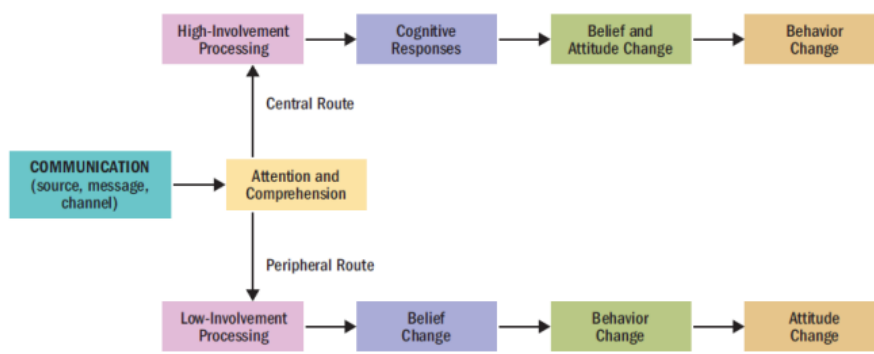 High-Involvement
Processing
Cognitive
Responses
Belief and
Attitude Change
Behavior
Change
Central Route
COMMUNICATION
(source, message,
channel)
Attention and
Comprehension
Peripheral Route
Low-Involvement
Processing
Belief
Change
Behavior
Change
Attitude
Change